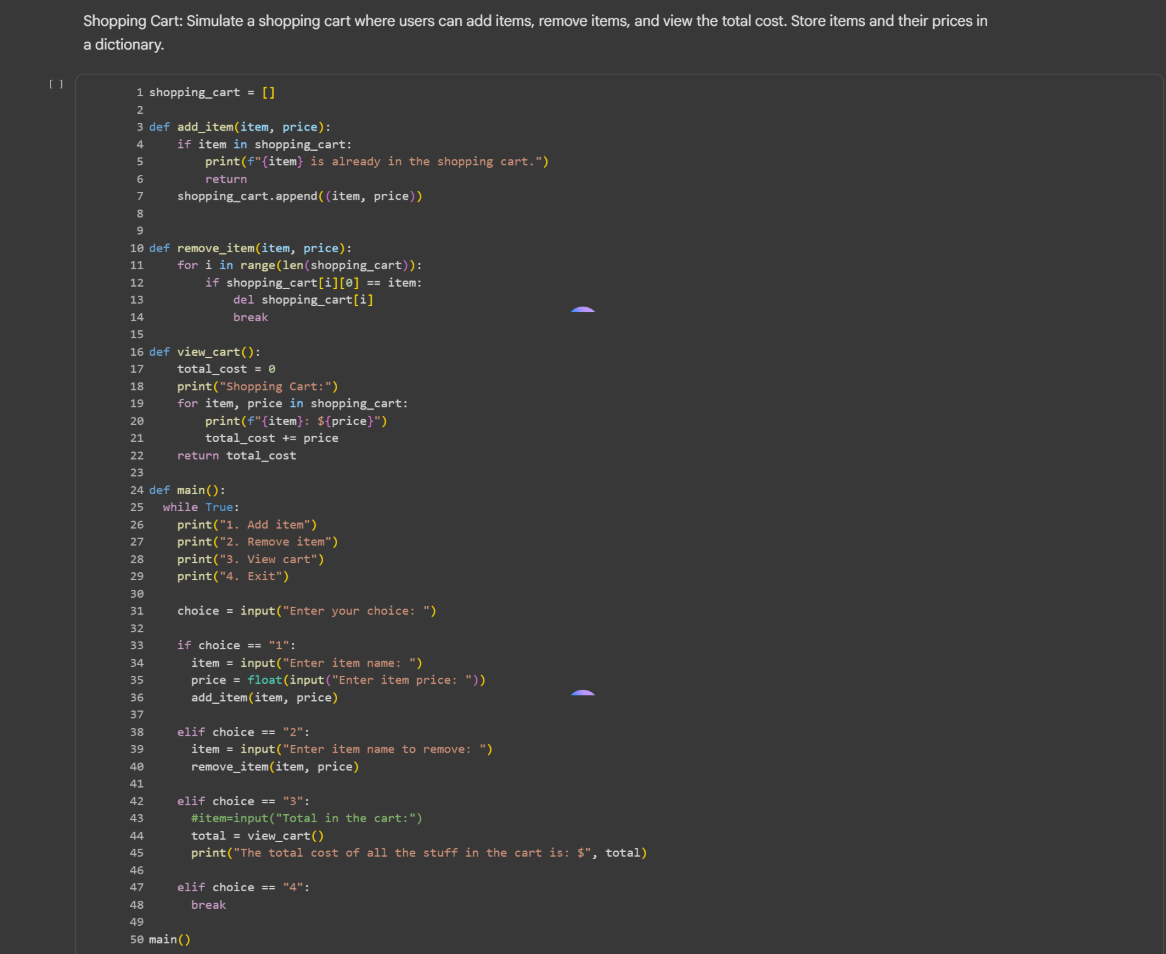 Shopping Cart: Simulate a shopping cart where users can add items, remove items, and view the total cost. Store items and their prices in
a dictionary.
[ ]
1 shopping_cart = []
2
3 def add_item(item, price):
4     if item in shopping_cart:
5         print(f"{item} is already in the shopping cart.")
6         return
7     shopping_cart.append((item, price))
8
9
10 def remove_item(item, price):
11     for i in range(len(shopping_cart)):
12         if shopping_cart[i][0] == item:
13             del shopping_cart[i]
14             break
15
16 def view_cart():
17     total_cost = 0
18     print("Shopping Cart:")
19     for item, price in shopping_cart:
20         print(f"{item}: ${price}")
21         total_cost += price
22     return total_cost
23
24 def main():
25   while True:
26     print("1. Add item")
27     print("2. Remove item")
28     print("3. View cart")
29     print("4. Exit")
30
31     choice = input("Enter your choice: ")
32
33     if choice == "1":
34       item = input("Enter item name: ")
35       price = float(input("Enter item price: "))
36       add_item(item, price)
37
38     elif choice == "2":
39       item = input("Enter item name to remove: ")
40       remove_item(item, price)
41
42     elif choice == "3":
43       #item=input("Total in the cart:")
44       total = view_cart()
45       print("The total cost of all the stuff in the cart is: $", total)
46
47     elif choice == "4":
48       break
49
50 main()